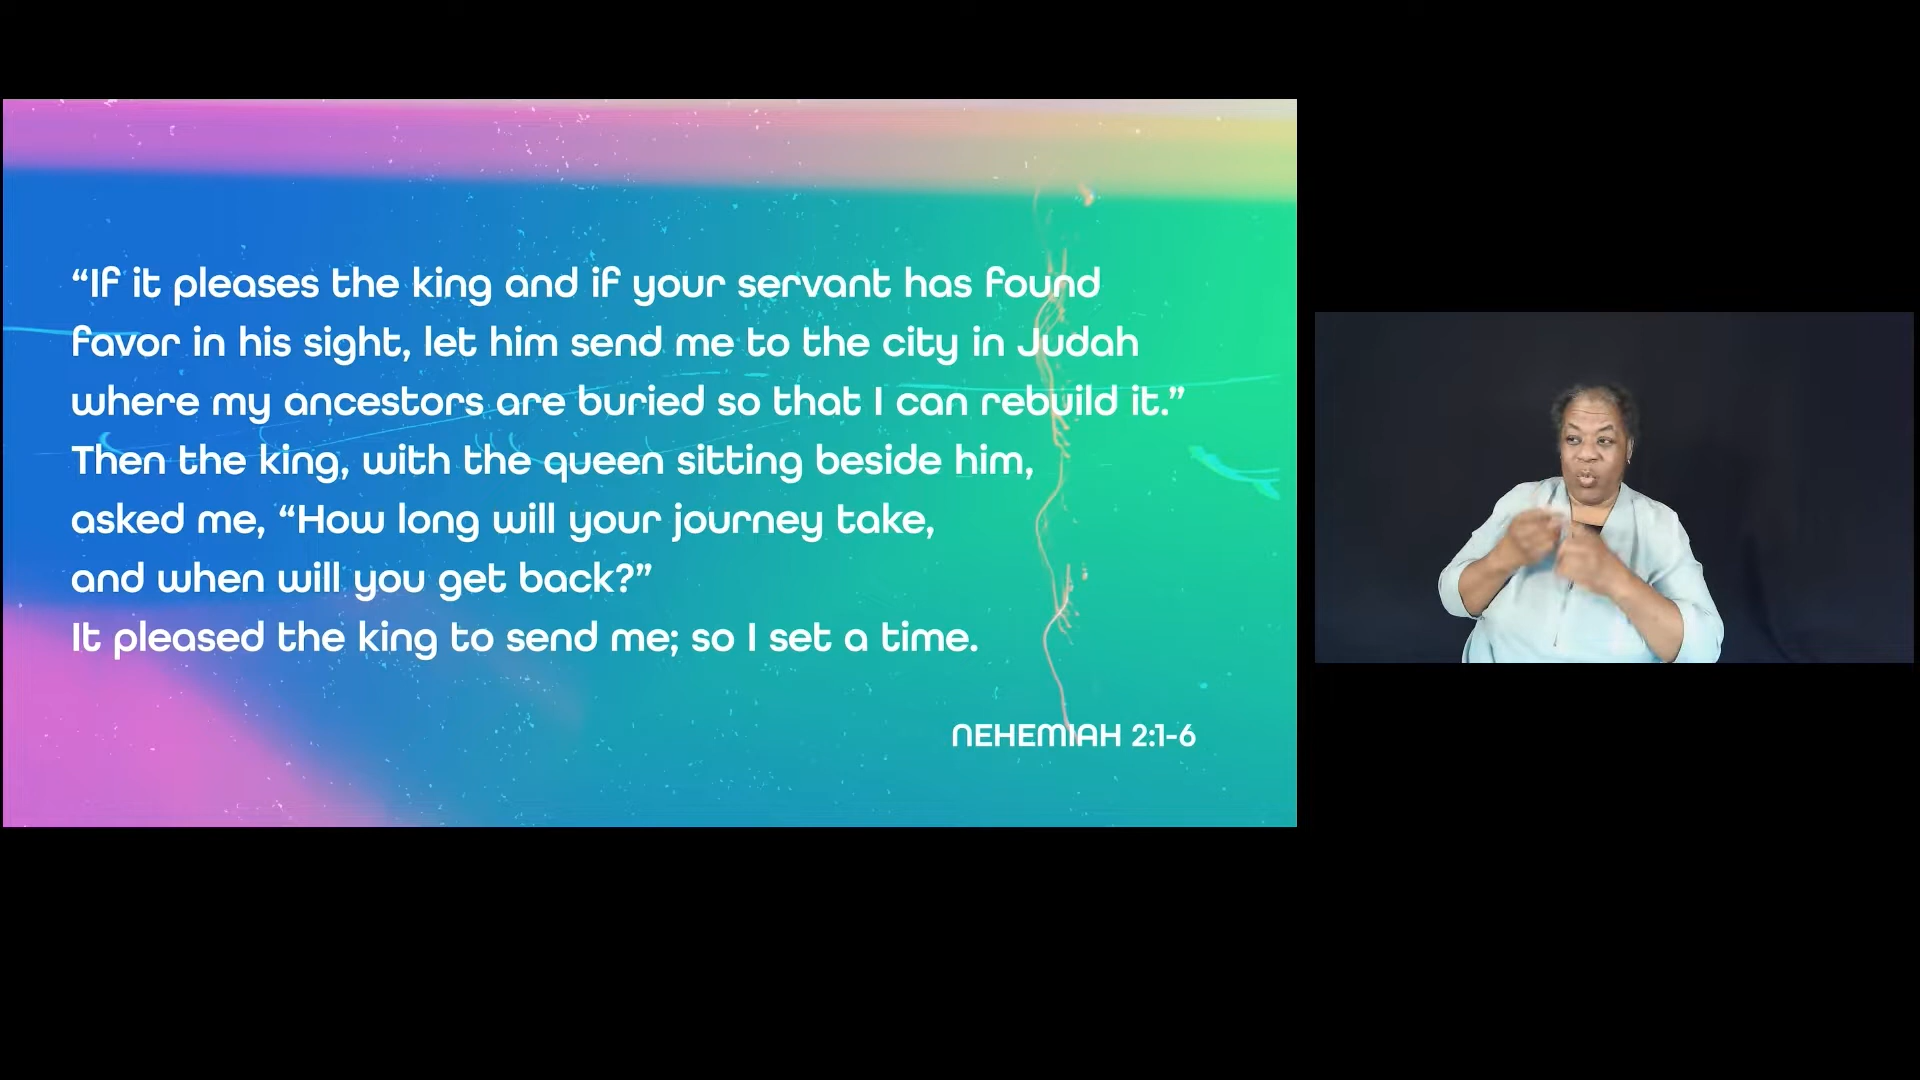 “If it pleases the king and if your servant has found
favor in his sight, let him send me to the city in Judah
where my ancestors are buried so that I can rebuild it.”
Then the king, with the queen sitting beside him,
asked me, “How long will your journey take,
and when will you get back?”
It pleased the king to send me; so I set a time.
NEHEMIAH 2:1-6